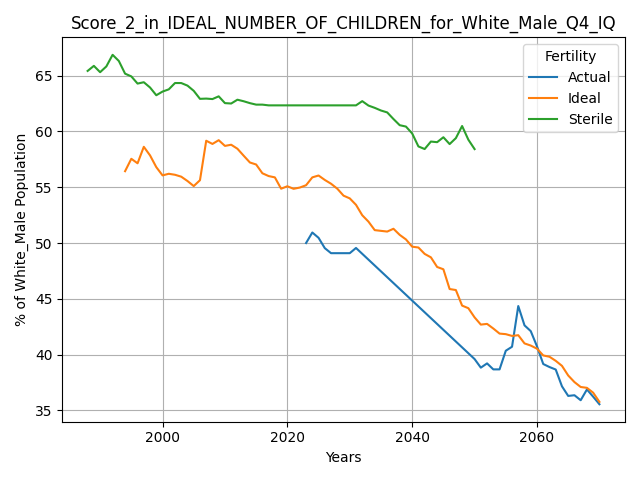 Score_2_in_IDEAL_NUMBER_OF_CHILDREN_for_White_Male_Q4_IQ
Fertility
Actual
Ideal
Sterile
% of White_Male Population
65
60
55
50
45
40
35
2000
2020
2040
2060
Years